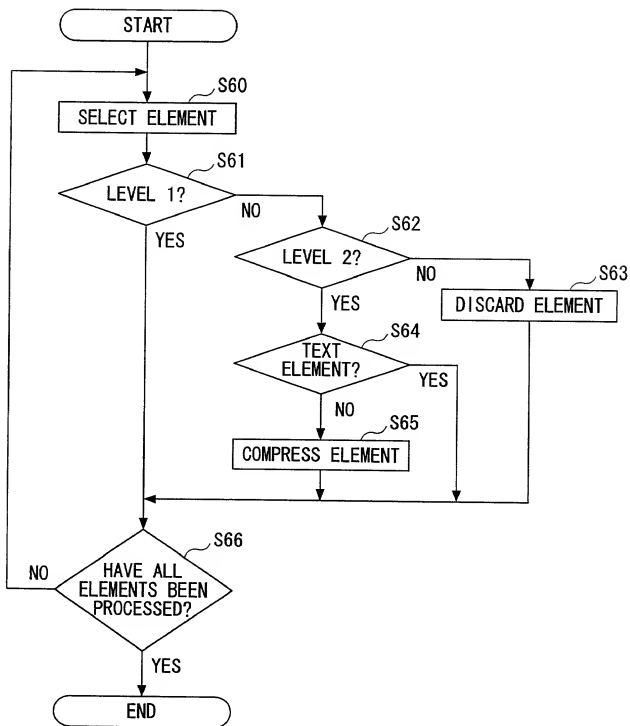 START
S60
SELECT ELEMENT
S61
LEVEL 1?
NO
YES
S62
LEVEL 2?
NO
YES
S63
DISCARD ELEMENT
S64
TEXT
ELEMENT?
YES
NO
S65
COMPRESS ELEMENT
S66
HAVE ALL
ELEMENTS BEEN
PROCESSED?
NO
YES
END